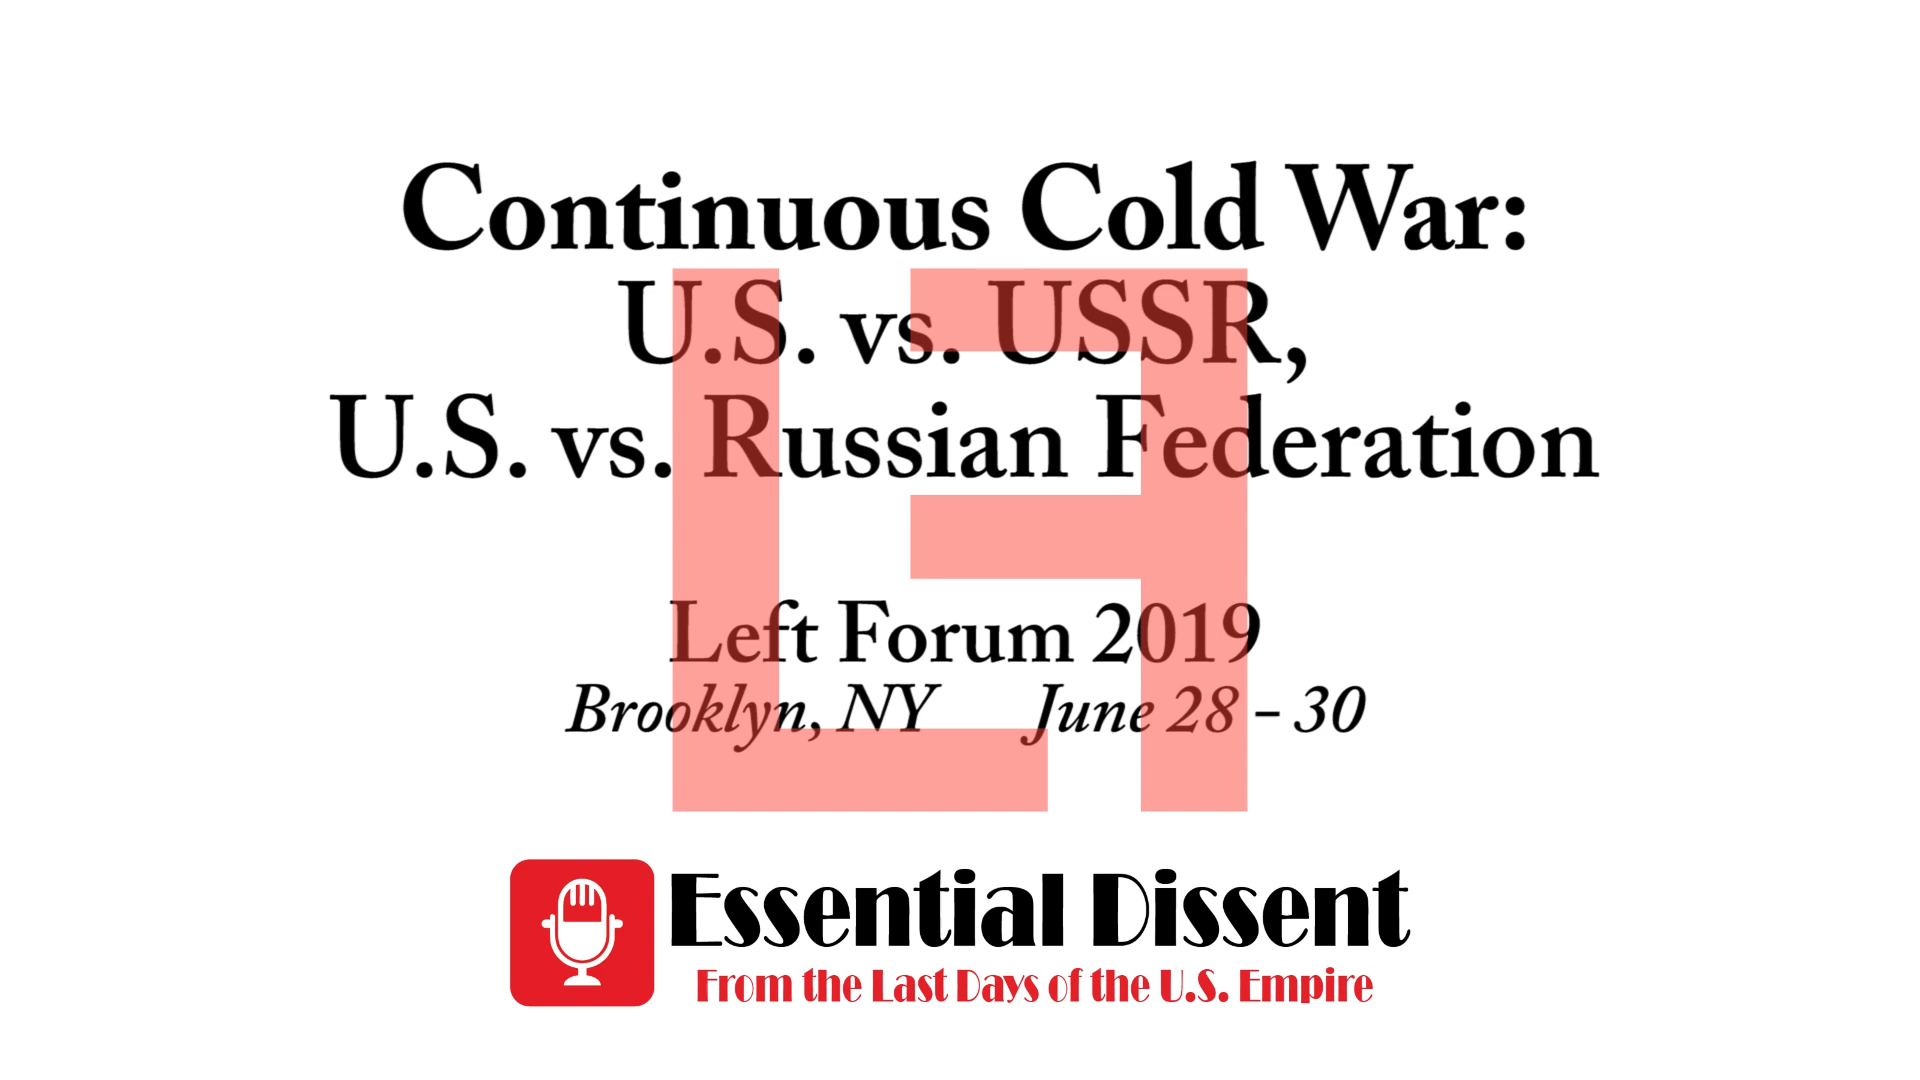 Continuous Cold War:
U.S. vs. USSR,
U.S. vs. Russian Federation
Left Forum 2019
Brooklyn, NY June 28 – 30
Essential Dissent
From the Last Days of the U.S. Empire